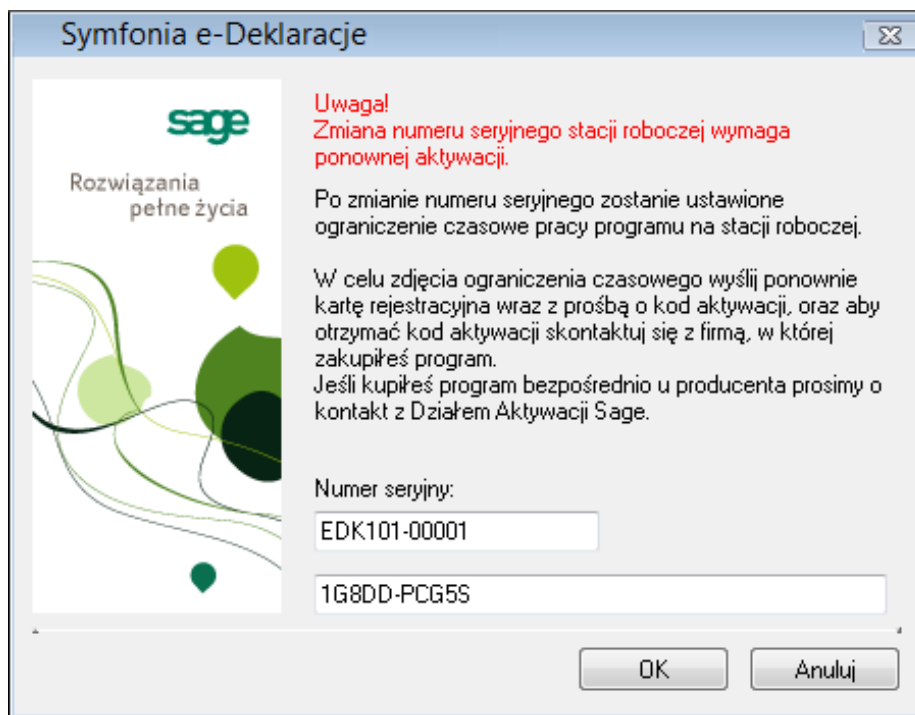 Symfonia e-Deklaracje
sage
Rozwiązania
pełne życia
Uwaga!
Zmiana numeru seryjnego stacji roboczej wymaga
ponownej aktywacji.
Po zmianie numeru seryjnego zostanie ustawione
ograniczenie czasowe pracy programu na stacji roboczej.
W celu zdjęcia ograniczenia czasowego wyślij ponownie
kartę rejestracyjna wraz z prośbą o kod aktywacji, oraz aby
otrzymać kod aktywacji skontaktuj się z firmą, w której
zakupiłeś program.
Jeśli kupiłeś program bezpośrednio u producenta prosimy o
kontakt z Działem Aktywacji Sage.
Numer seryjny:
EDK101-00001
1G8DD-PCG5S
OK
Anuluj